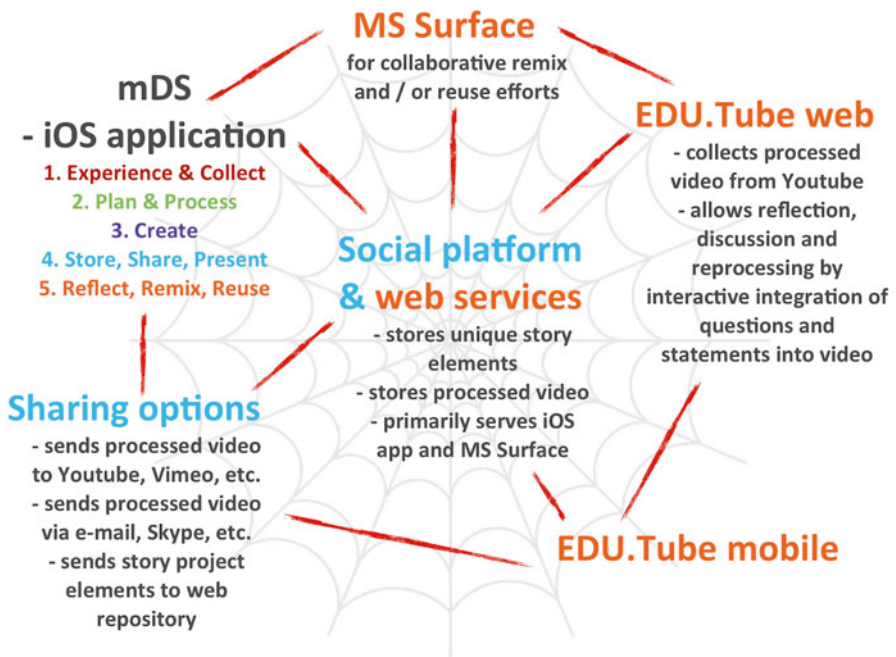 MS Surface
for collaborative remix
and / or reuse efforts
mDS
- iOS application
1. Experience & Collect
2. Plan & Process
3. Create
4. Store, Share, Present
5. Reflect, Remix, Reuse
EDU.Tube web
- collects processed
video from Youtube
- allows reflection,
discussion and
reprocessing by
interactive integration of
questions and
statements into video
Social platform
& web services
- stores unique story
elements
- stores processed video
- primarily serves iOS
app and MS Surface
Sharing options
- sends processed video
to Youtube, Vimeo, etc.
- sends processed video
via e-mail, Skype, etc.
- sends story project
elements to web
repository
EDU.Tube mobile